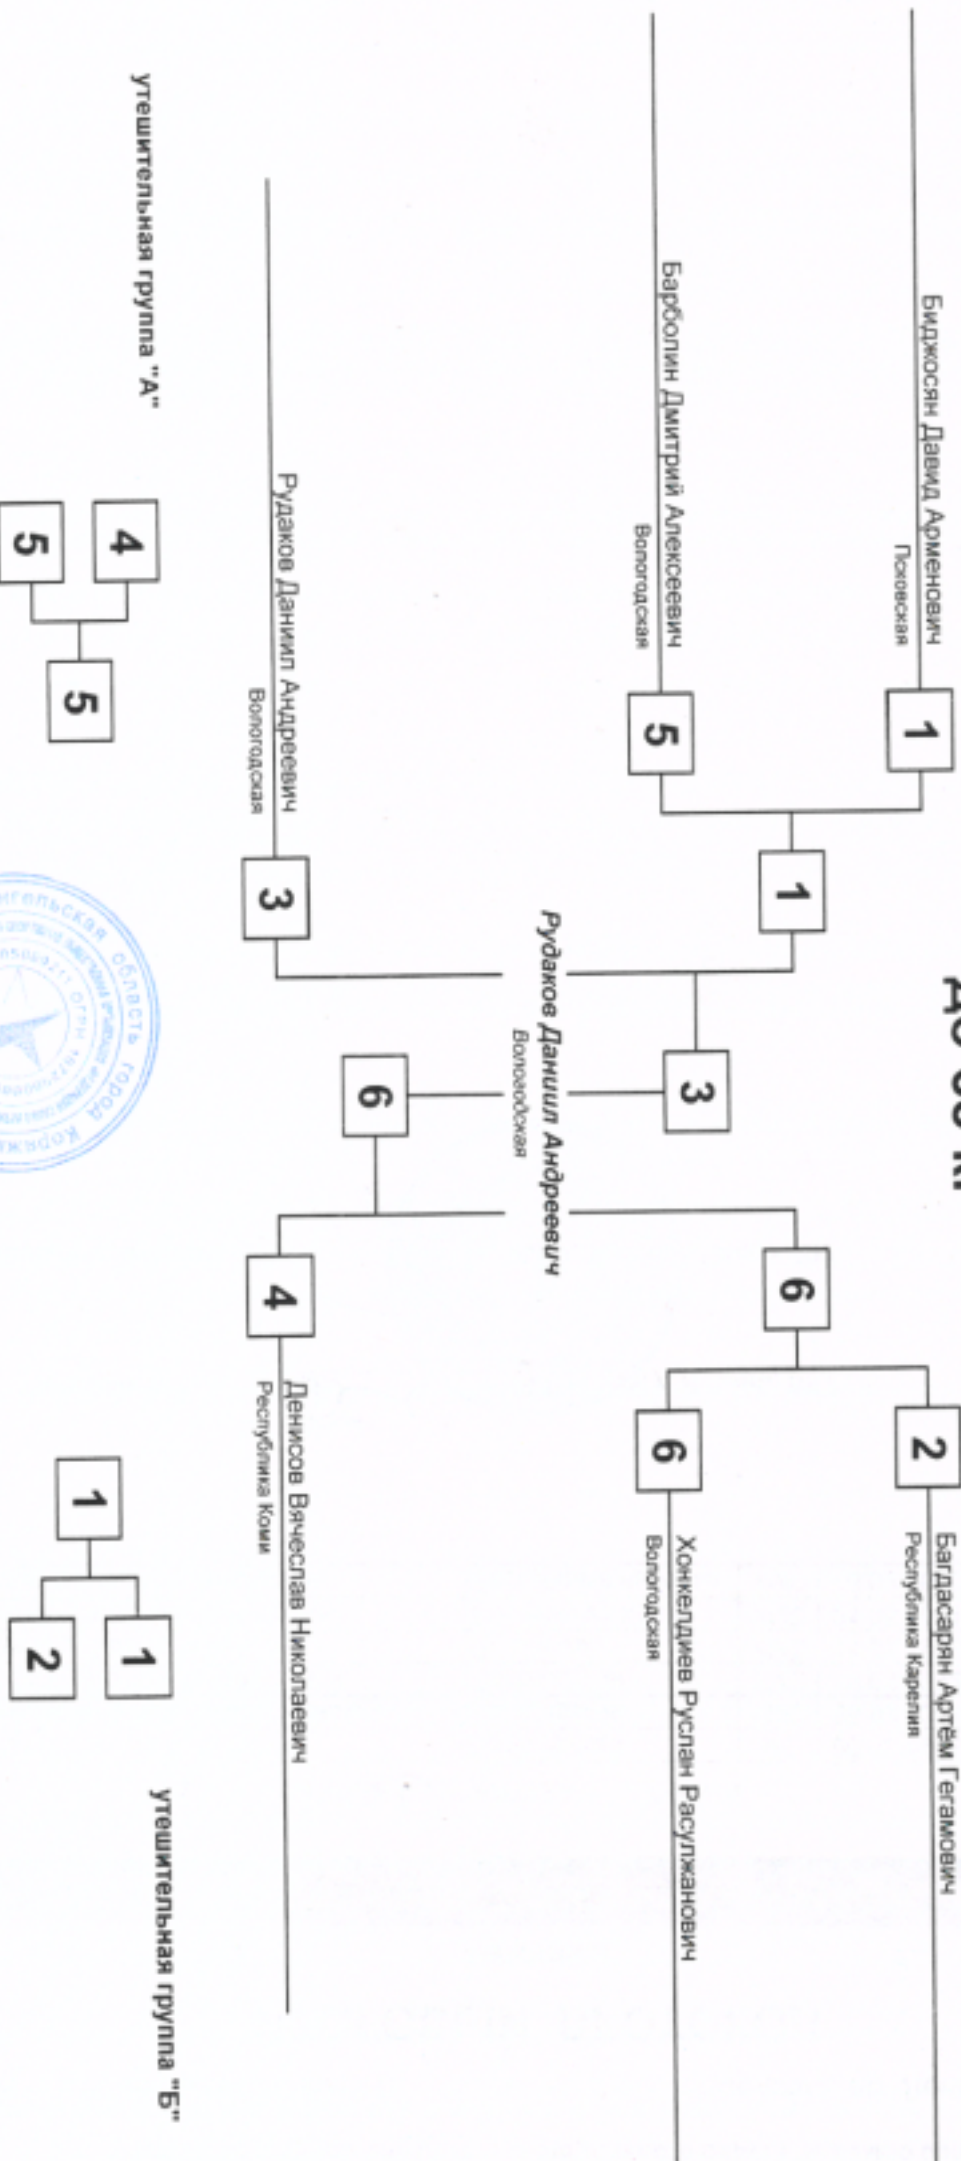 Биджосян Давид Арменович
Псковская
1
Барболин Дмитрий Алексеевич
Вологодская
5
1
Рудаков Даниил Андреевич
Вологодская
3
3
Рудаков Даниил Андреевич
Вологодская
6
6
2
Багдасарян Артём Гегамович
Республика Карелия
6
Хонкелдиев Руслан Расулжанович
Вологодская
4
Денисов Вячеслав Николаевич
Республика Коми
утешительная группа "А"
4
5
5
область город
1
1
2
утешительная группа "Б"